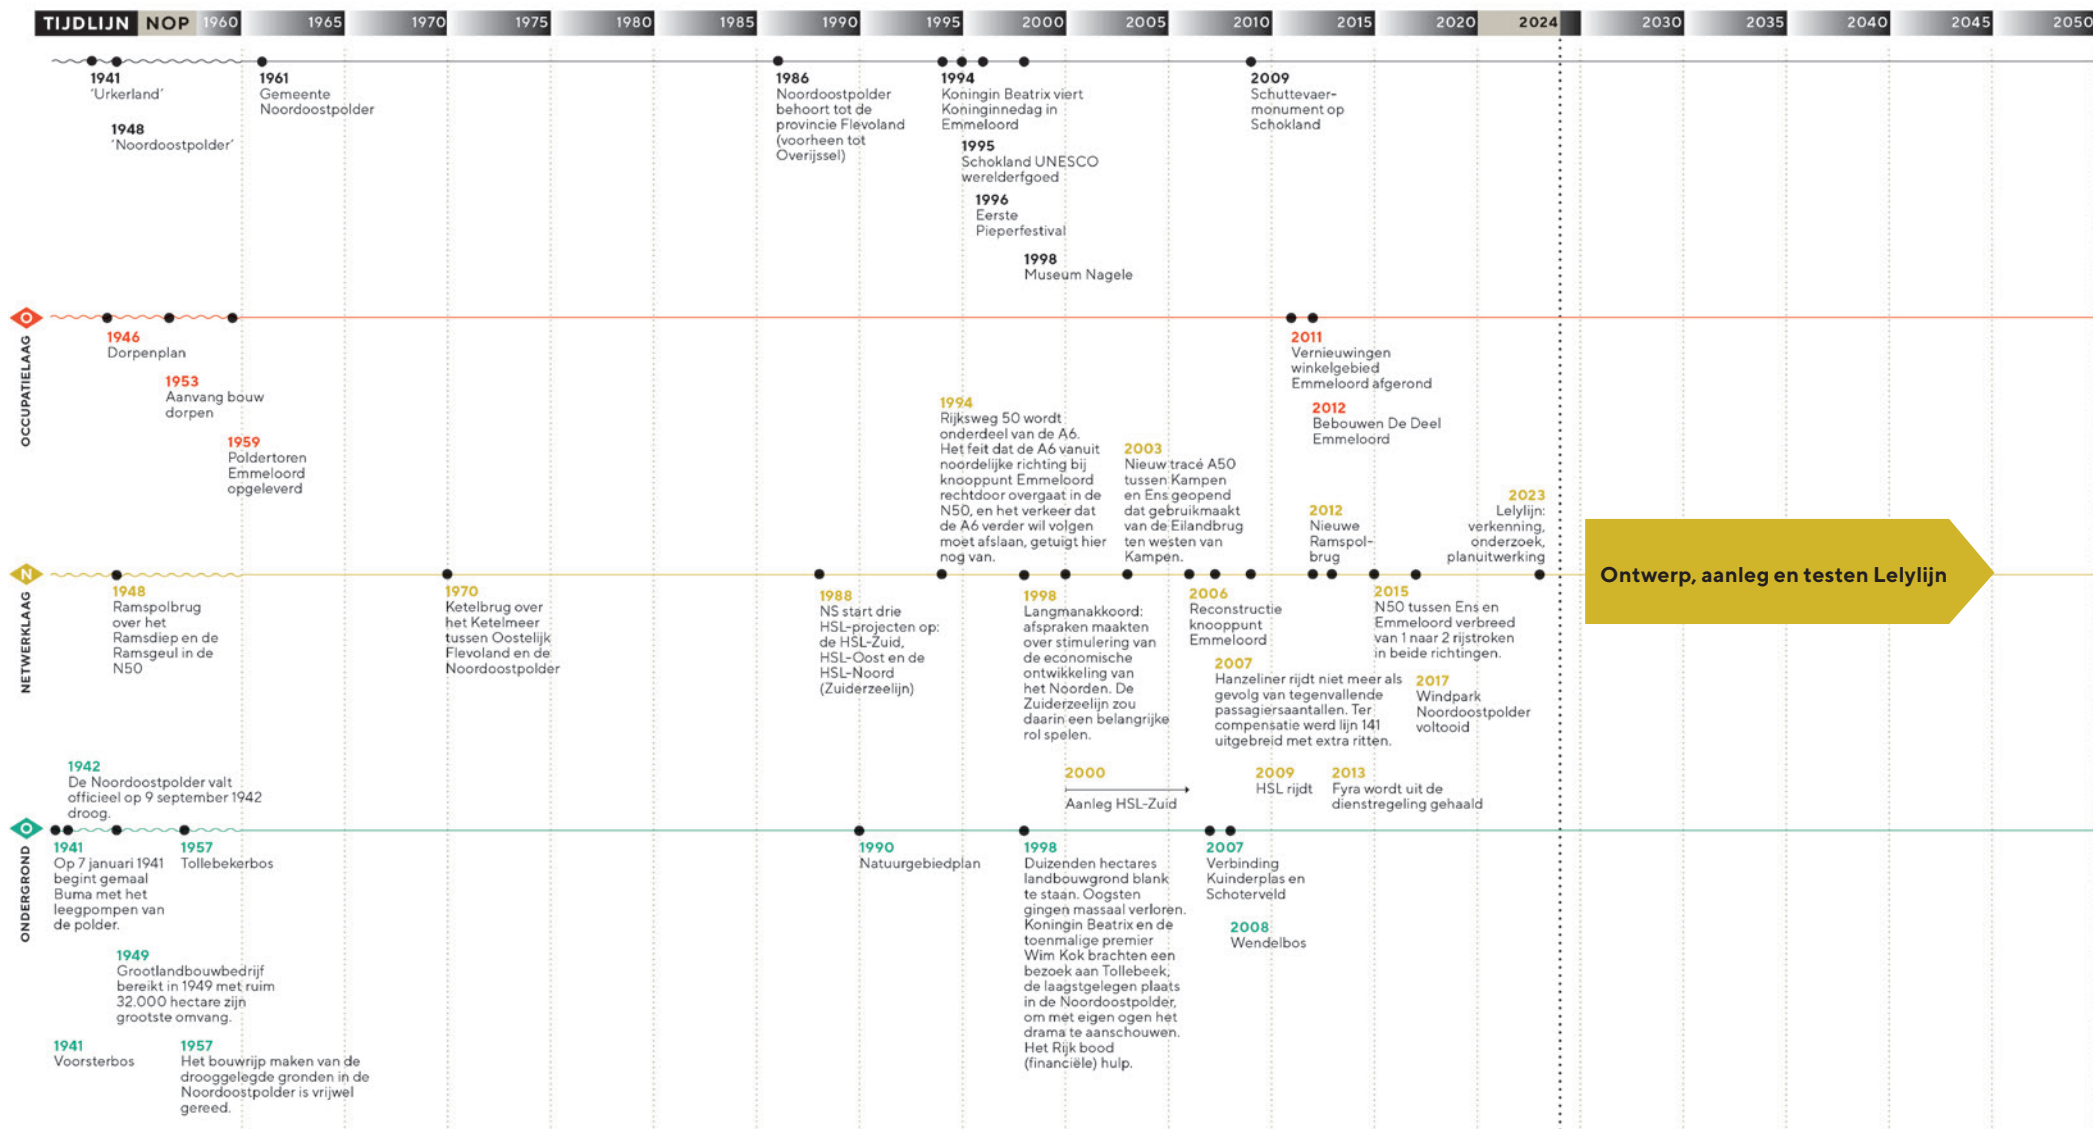 TIJDLIJN NOP 1960 1965 1970 1975 1980 1985 1990 1995 2000 2005 2010 2015 2020 2024 2030 2035 2040 2045 2050
1941
‘Urkerland’
1948
‘Noordoostpolder’
1961
Gemeente
Noordoostpolder
1986
Noordoostpolder
behoort tot de
provincie Flevoland
(voorheen tot
Overijssel)
1994
Koningin Beatrix viert
Koninginnedag in
Emmeloord
1995
Schokland UNESCO
werelderfgoed
1996
Eerste
Pieperfestival
1998
Museum Nagele
2009
Schuttevaer-
monument op
Schokland
O
OCCUPATIELAAG
1946
Dorpenplan
1953
Aanvang bouw
dorpen
1959
Poldertoren
Emmeloord
opgeleverd
2011
Vernieuwingen
winkelgebied
Emmeloord afgerond
2012
Bebouwen De Deel
Emmeloord
N
NETWERKLAAG
1948
Ramspolbrug
over het
Ramsdiep en de
Ramsgeul in de
N50
1970
Ketelbrug over
het Ketelmeer
tussen Oostelijk
Flevoland en de
Noordoostpolder
1988
NS start drie
HSL-projecten op:
de HSL-Zuid,
HSL-Oost en de
HSL-Noord
(Zuiderzeelijn)
1994
Rijksweg 50 wordt
onderdeel van de A6.
Het feit dat de A6 vanuit
noordelijke richting bij
knooppunt Emmeloord
rechtdoor overgaat in de
N50, en het verkeer dat
de A6 verder wil volgen
moet afslaan, getuigt hier
nog van.
1998
Langmanakkoord:
afspraken maakten
over stimulering van
de economische
ontwikkeling van
het Noorden. De
Zuiderzeelijn zou
daarin een belangrijke
rol spelen.
2000
Aanleg HSL-Zuid
2003
Nieuw tracé A50
tussen Kampen
en Ens geopend
dat gebruikmaakt
van de Eilandbrug
ten westen van
Kampen.
2006
Reconstructie
knooppunt
Emmeloord
2007
Hanzeliner rijdt niet meer als
gevolg van tegenvallende
passagiersaantallen. Ter
compensatie werd lijn 141
uitgebreid met extra ritten.
2009
HSL rijdt
2012
Nieuwe
Ramspol-
brug
2013
Fyra wordt uit de
dienstregeling gehaald
2015
N50 tussen Ens en
Emmeloord verbreed
van 1 naar 2 rijstroken
in beide richtingen.
2017
Windpark
Noordoostpolder
voltooid
2023
Lelylijn:
verkenning,
onderzoek,
planuitwerking
Ontwerp, aanleg en testen Lelylijn
O
ONDERGROND
1942
De Noordoostpolder valt
officieel op 9 september 1942
droog.
1941
Op 7 januari 1941
begint gemaal
Buma met het
leegpompen van
de polder.
1957
Tollebekerbos
1949
Grootlandbouwbedrijf
bereikt in 1949 met ruim
32.000 hectare zijn
grootste omvang.
1941
Voorsterbos
1957
Het bouwrijp maken van de
drooggelegde gronden in de
Noordoostpolder is vrijwel
gereed.
1990
Natuurgebiedplan
1998
Duizenden hectares
landbouwgrond blank
te staan. Oogsten
gingen massaal verloren.
Koningin Beatrix en de
toenmalige premier
Wim Kok brachten een
bezoek aan Tollebeek,
de laagstgelegen plaats
in de Noordoostpolder,
om met eigen ogen het
drama te aanschouwen.
Het Rijk bood
(financiële) hulp.
2007
Verbinding
Kuinderplas en
Schoterveld
2008
Wendelbos